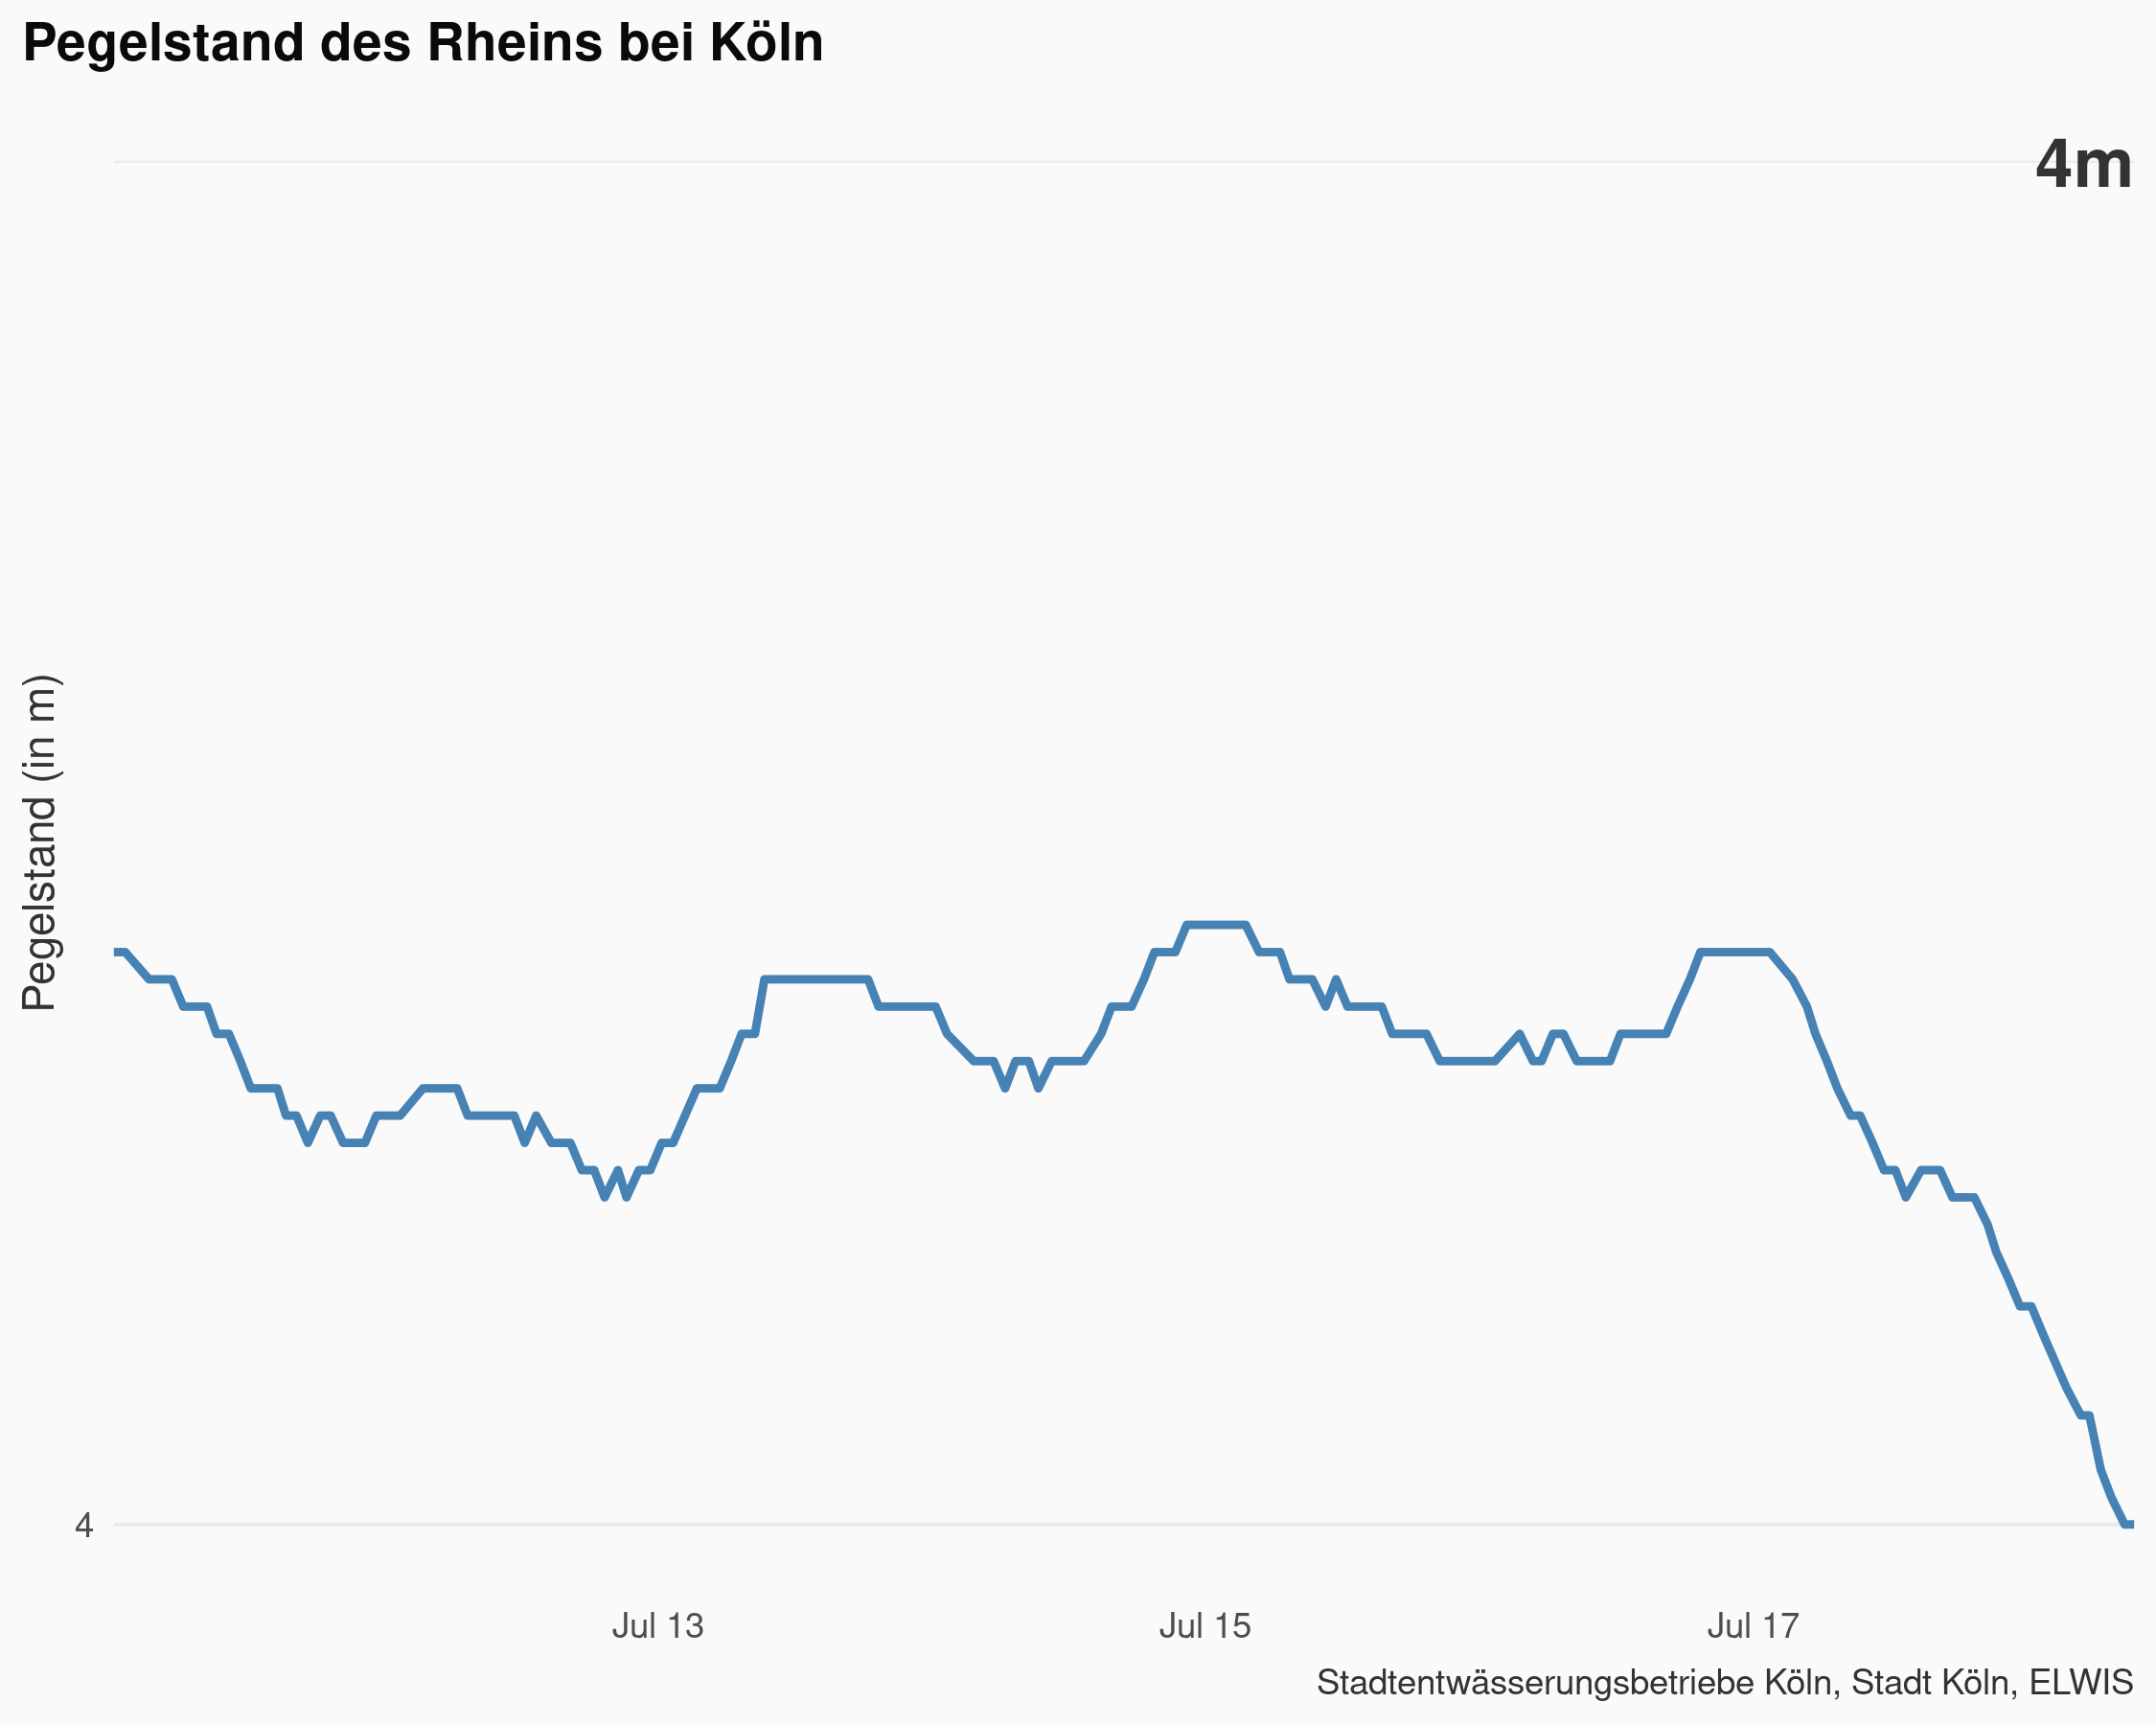 Pegelstand des Rheins bei Köln
4m
Pegelstand (in m)
4
Jul 13
Jul 15
Jul 17
Stadtentwässerungsbetriebe Köln, Stadt Köln, ELWIS